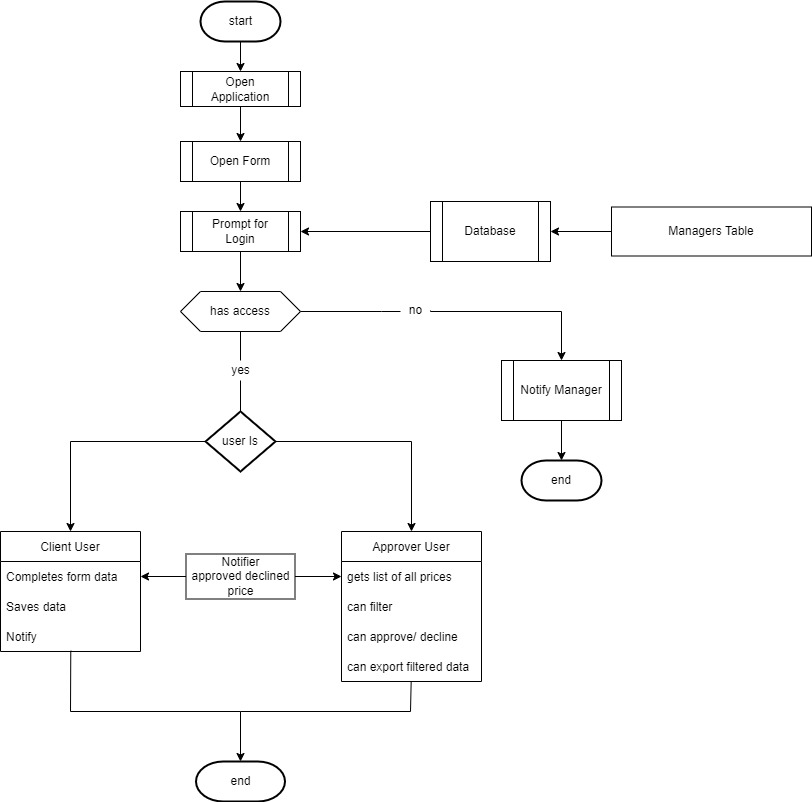 start
Open
Application
Open Form
Prompt for
Login
Database
Managers Table
has access
no
yes
Notify Manager
user Is
end
Client User
Completes form data
Saves data
Notify
Notifier
approved declined
price
Approver User
gets list of all prices
can filter
can approve/ decline
can export filtered data
end